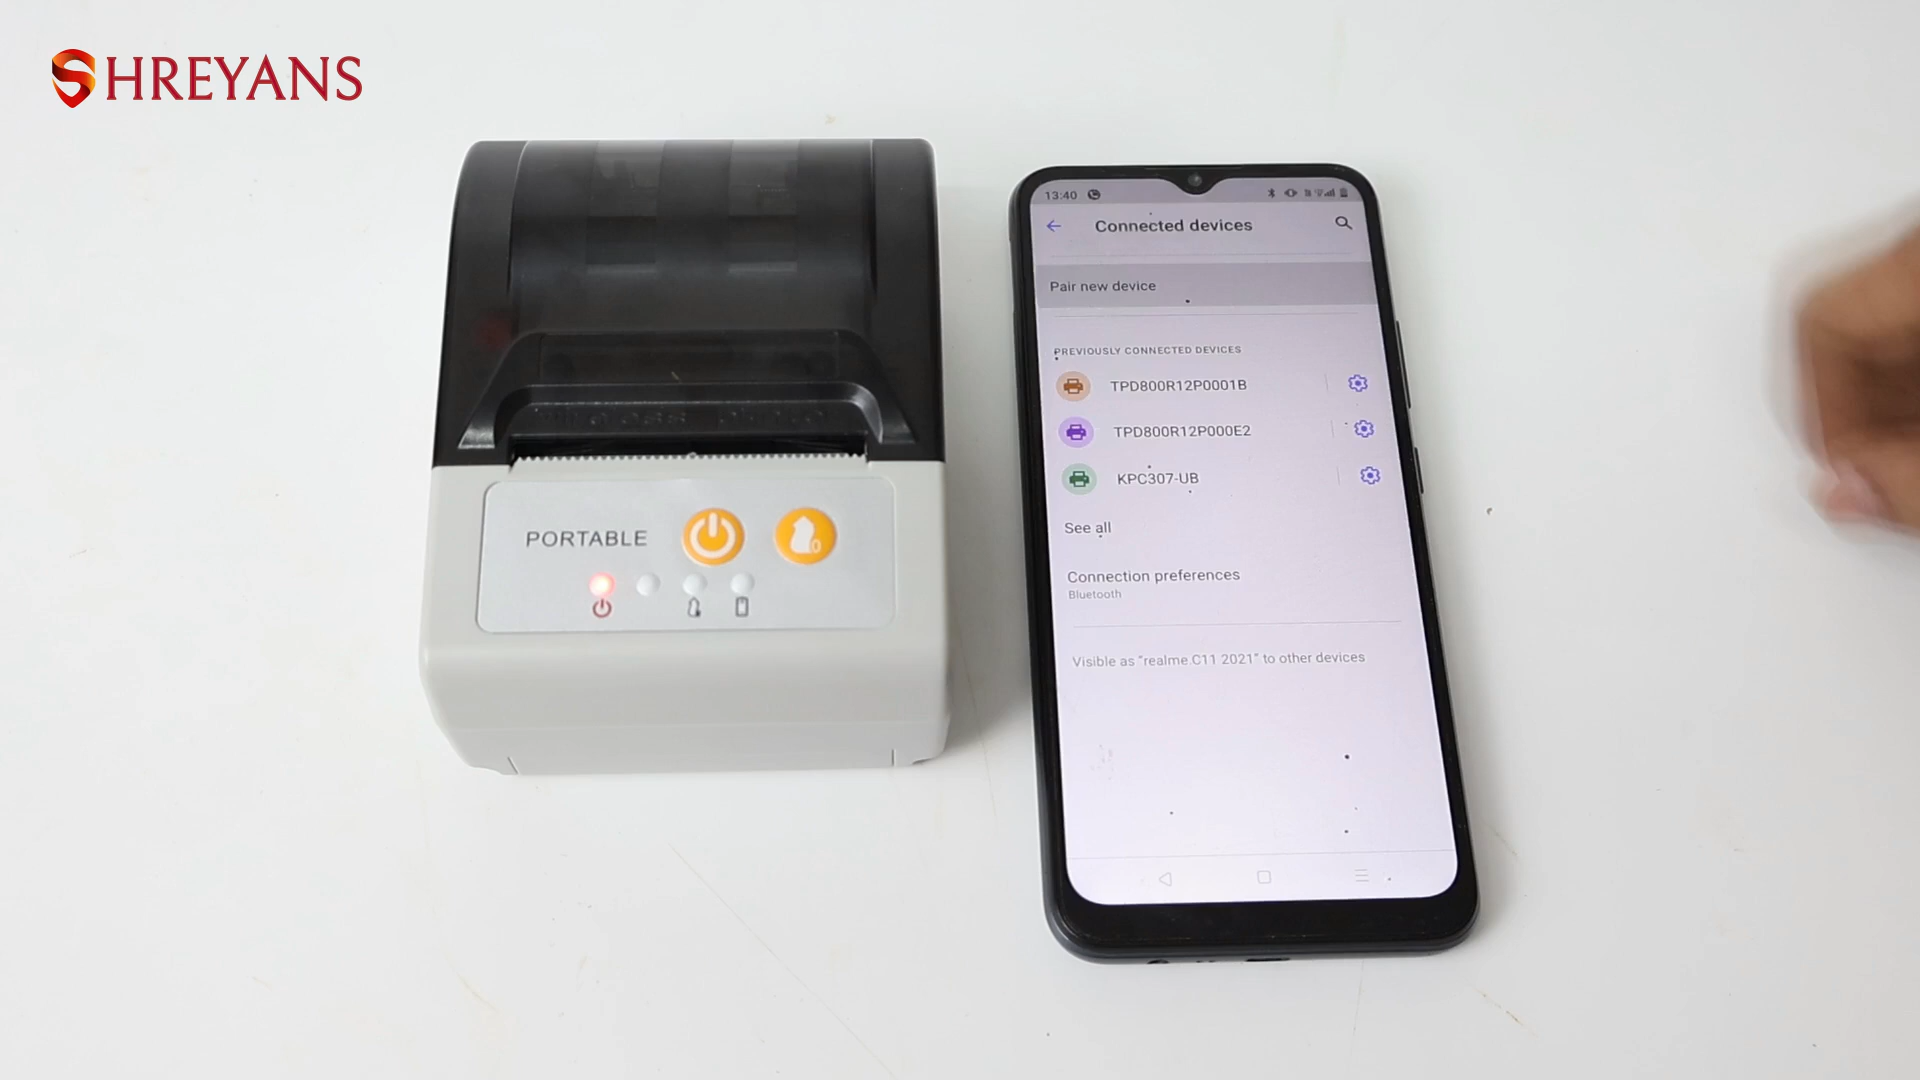 SHREYANS
PORTABLE
13:40
Connected devices
Pair new device
PREVIOUSLY CONNECTED DEVICES
TPD800R12P0001B
TPD800R12P000E2
KPC307-UB
See all
Connection preferences
Bluetooth
Visible as "realme C11 2021" to other devices